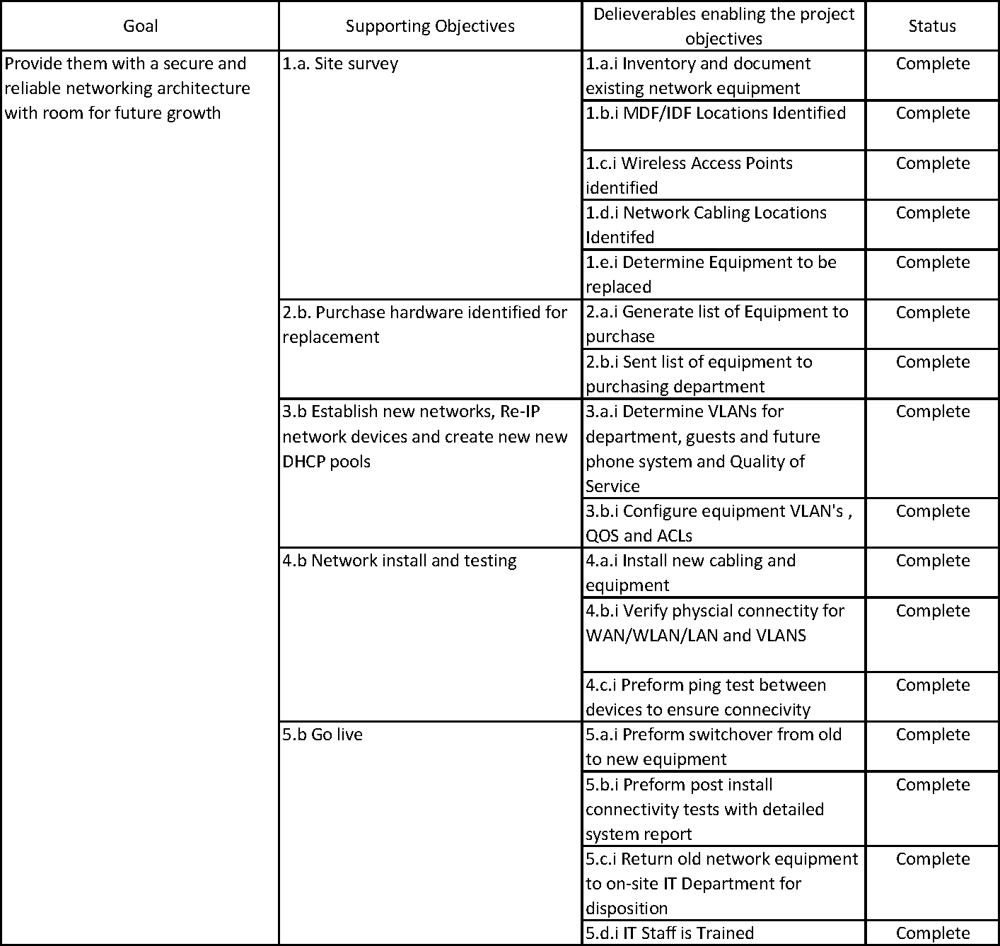 Goal
Supporting Objectives
Delieverables enabling the project
objectives
Status
Provide them with a secure and
reliable networking architecture
with room for future growth
1.a. Site survey
1.a.i Inventory and document
existing network equipment
Complete
1.b.i MDF/IDF Locations Identified
Complete
1.c.i Wireless Access Points
identified
Complete
1.d.i Network Cabling Locations
Identifed
Complete
1.e.i Determine Equipment to be
replaced
Complete
2.b. Purchase hardware identified for
replacement
2.a.i Generate list of Equipment to
purchase
Complete
2.b.i Sent list of equipment to
purchasing department
Complete
3.b Establish new networks, Re-IP
network devices and create new new
DHCP pools
3.a.i Determine VLANs for
department, guests and future
phone system and Quality of
Service
Complete
3.b.i Configure equipment VLAN's ,
QOS and ACLs
Complete
4.b Network install and testing
4.a.i Install new cabling and
equipment
Complete
4.b.i Verify physcial connectity for
WAN/WLAN/LAN and VLANS
Complete
4.c.i Preform ping test between
devices to ensure connecivity
Complete
5.b Go live
5.a.i Preform switchover from old
to new equipment
Complete
5.b.i Preform post install
connectivity tests with detailed
system report
Complete
5.c.i Return old network equipment
to on-site IT Department for
disposition
Complete
5.d.i IT Staff is Trained
Complete